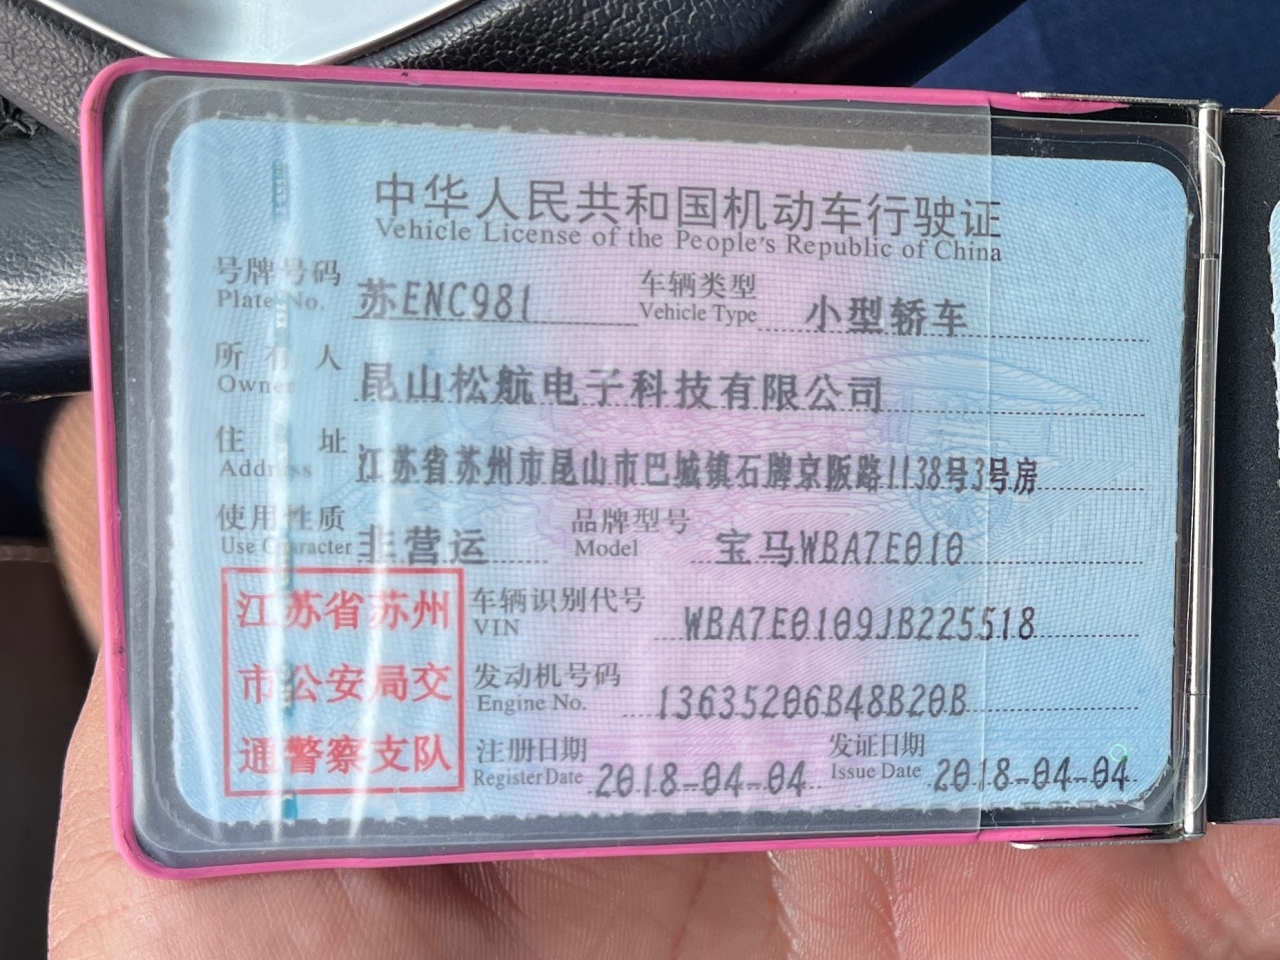 中华人民共和国机动车行驶证
Vehicle License of the People's Republic of China
号牌号码 苏ENC981 车辆类型 小型轿车
Plate No. Vehicle Type
所有人 昆山松航电子科技有限公司
Owner
住址 江苏省苏州市昆山市巴城镇石牌京阪路1138号3号房
Address
使用性质 非营运 品牌型号 宝马WBA7E010
Use Character Model
江苏省苏州
市公安局交
通警察支队
车辆识别代号 WBA7E0109JB225518
VIN
发动机号码 13635206B48B20B
Engine No.
注册日期 2018-04-04 发证日期 2018-04-04
Register Date Issue Date